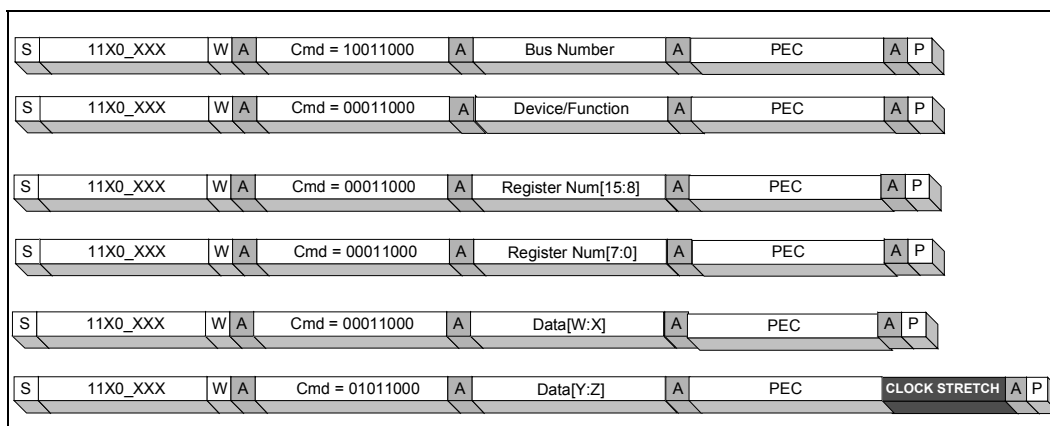 S 11X0_XXX W A Cmd = 10011000 A Bus Number A PEC A P
S 11X0_XXX W A Cmd = 00011000 A Device/Function A PEC A P
S 11X0_XXX W A Cmd = 00011000 A Register Num[15:8] A PEC A P
S 11X0_XXX W A Cmd = 00011000 A Register Num[7:0] A PEC A P
S 11X0_XXX W A Cmd = 00011000 A Data[W:X] A PEC A P
S 11X0_XXX W A Cmd = 01011000 A Data[Y:Z] A PEC CLOCK STRETCH A P